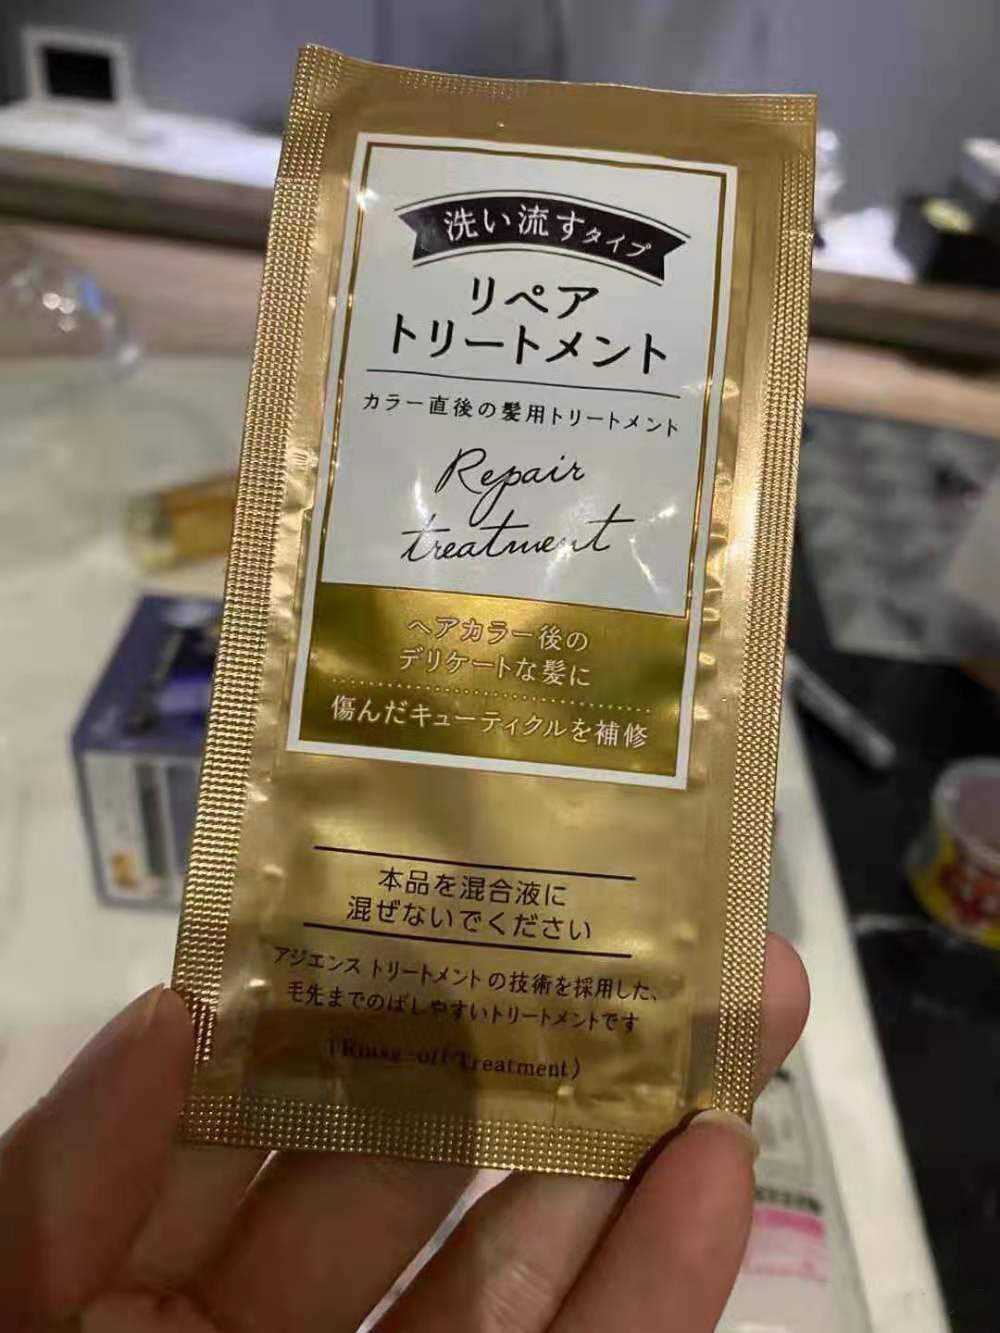 洗い流すタイプ
リペア
トリートメント
カラー直後の髪用トリートメント
Repair
treatment
ヘアカラー後の
デリケートな髪に
傷んだキューティクルを補修
本品を混合液に
混ぜないでください
アジエンス トリートメントの技術を採用した、
毛先までのばしやすいトリートメントです
(Rinse-off Treatment)